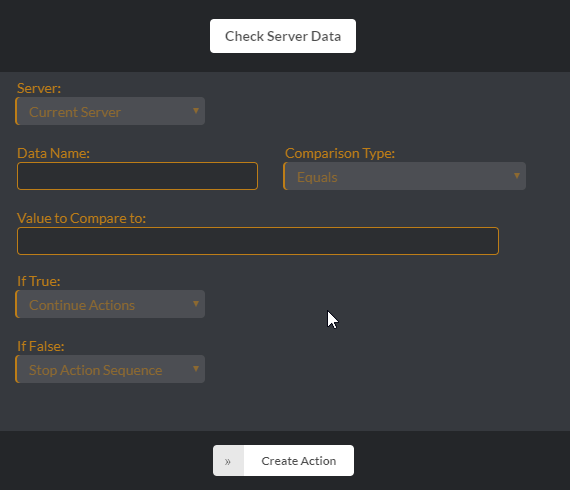 Check Server Data
Server:
Current Server
Data Name:
Comparison Type:
Equals
Value to Compare to:
If True:
Continue Actions
If False:
Stop Action Sequence
» Create Action